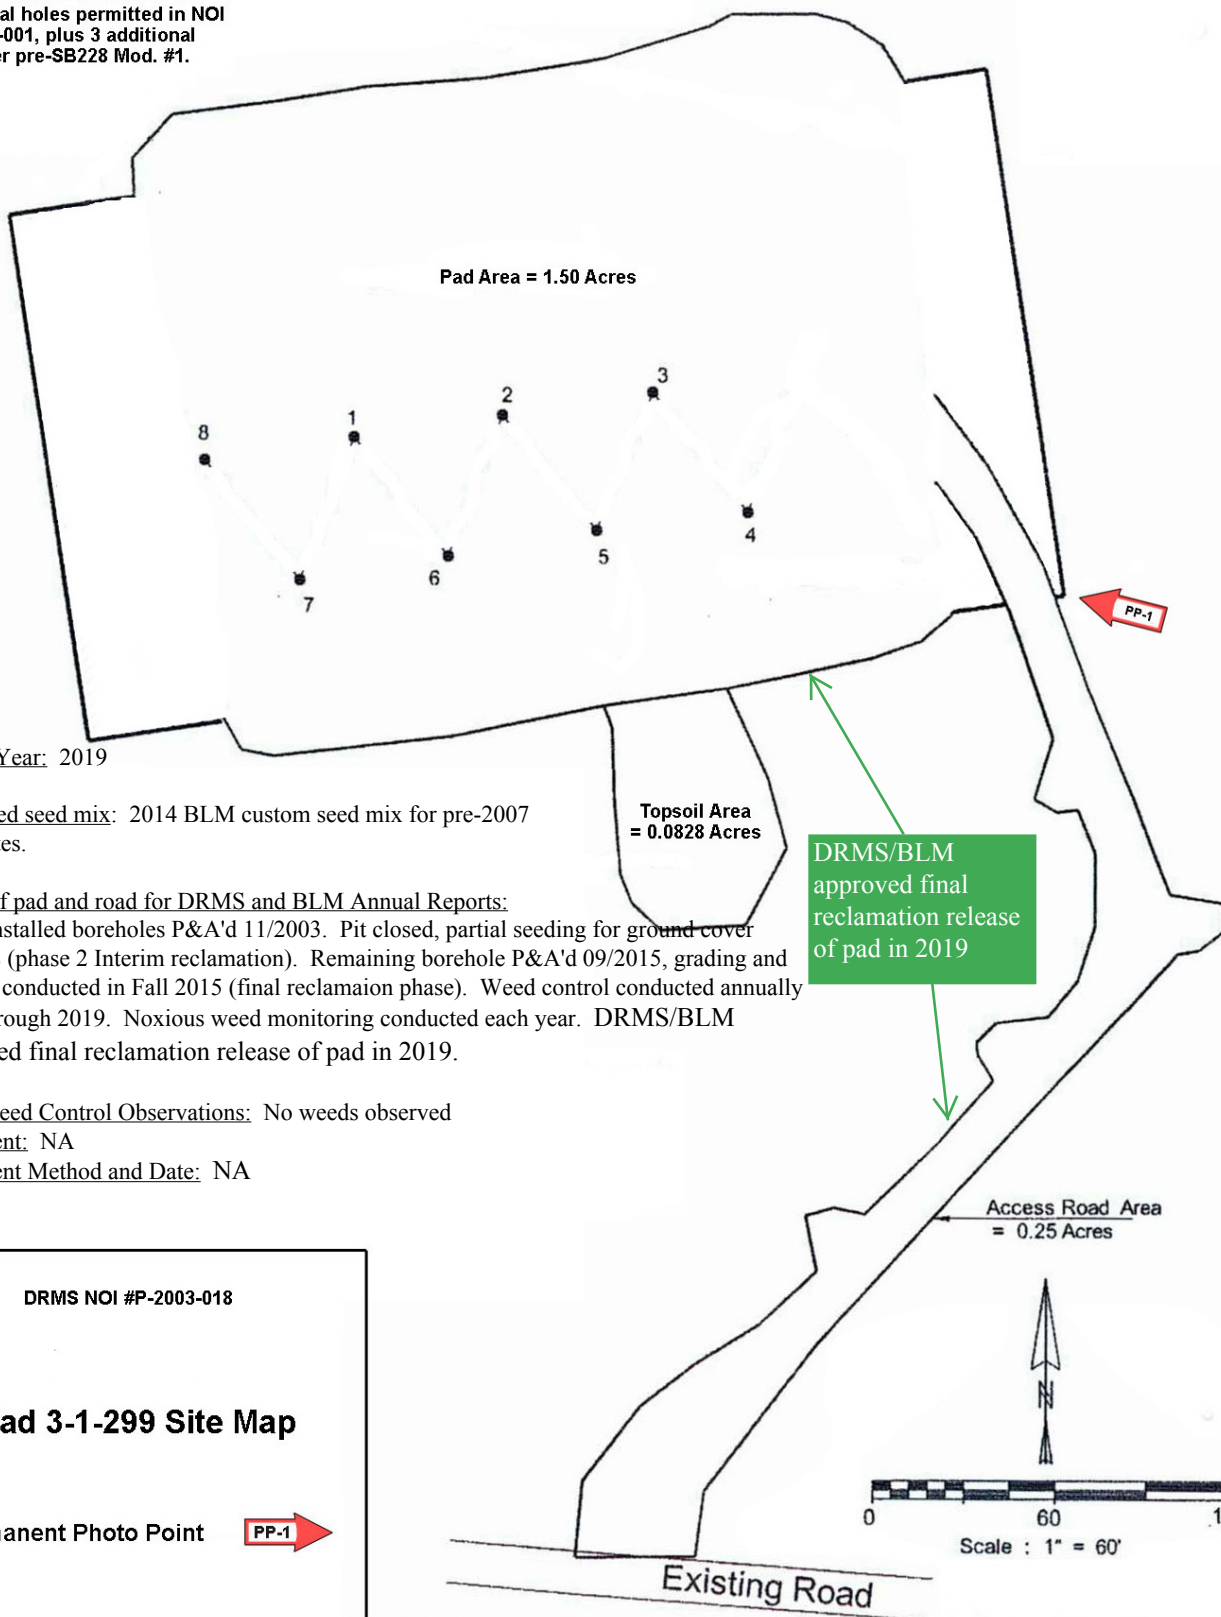 al holes permitted in NOI
-001, plus 3 additional
er pre-SB228 Mod. #1.
Pad Area = 1.50 Acres
3
2
1
8
4
5
6
7
PP-1
Year: 2019
ed seed mix: 2014 BLM custom seed mix for pre-2007
tes.
Topsoil Area
= 0.0828 Acres
DRMS/BLM
approved final
reclamation release
of pad in 2019
of pad and road for DRMS and BLM Annual Reports:
nstalled boreholes P&A'd 11/2003. Pit closed, partial seeding for ground cover
(phase 2 Interim reclamation). Remaining borehole P&A'd 09/2015, grading and
conducted in Fall 2015 (final reclamaion phase). Weed control conducted annually
rough 2019. Noxious weed monitoring conducted each year. DRMS/BLM
ed final reclamation release of pad in 2019.
eed Control Observations: No weeds observed
ent: NA
ent Method and Date: NA
Access Road Area
= 0.25 Acres
DRMS NOI #P-2003-018
ad 3-1-299 Site Map
anent Photo Point PP-1
N
0 60 1
Scale : 1" = 60'
Existing Road